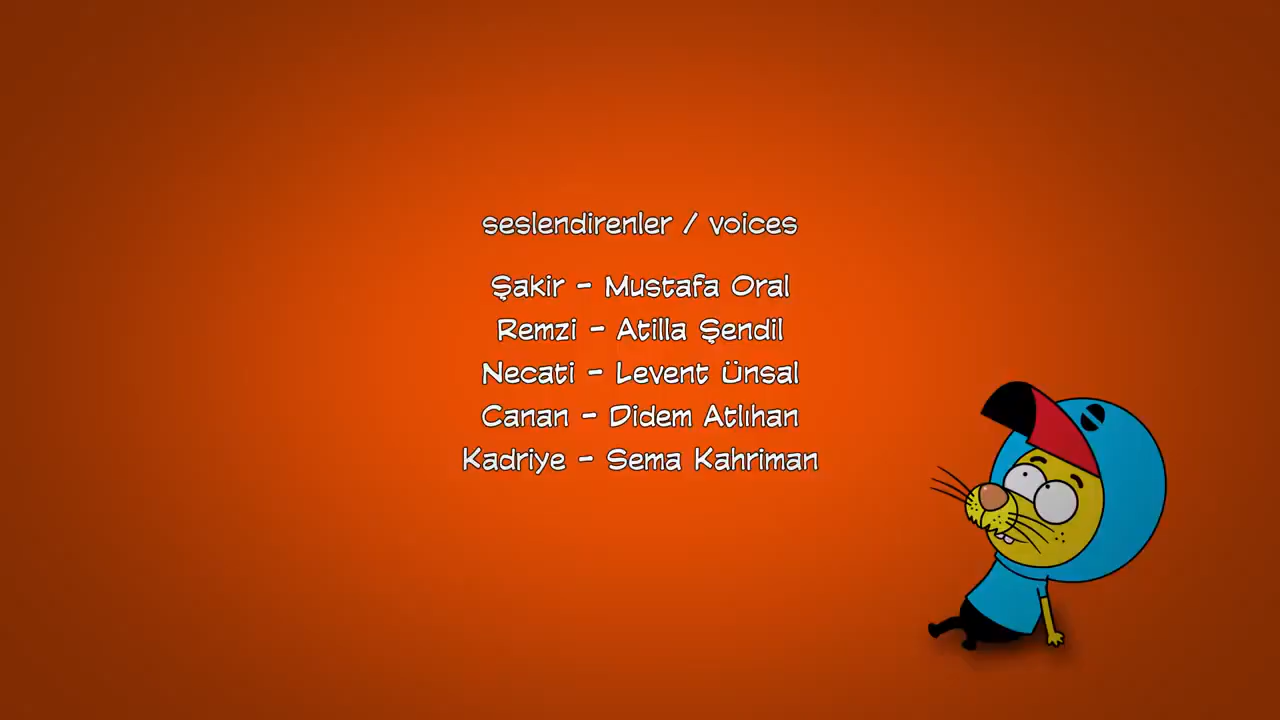 seslendirenler / voices
Şakir - Mustafa Oral
Remzi - Atilla Şendil
Necati - Levent Ünsal
Canan - Didem Atlıhan
Kadriye - Sema Kahriman